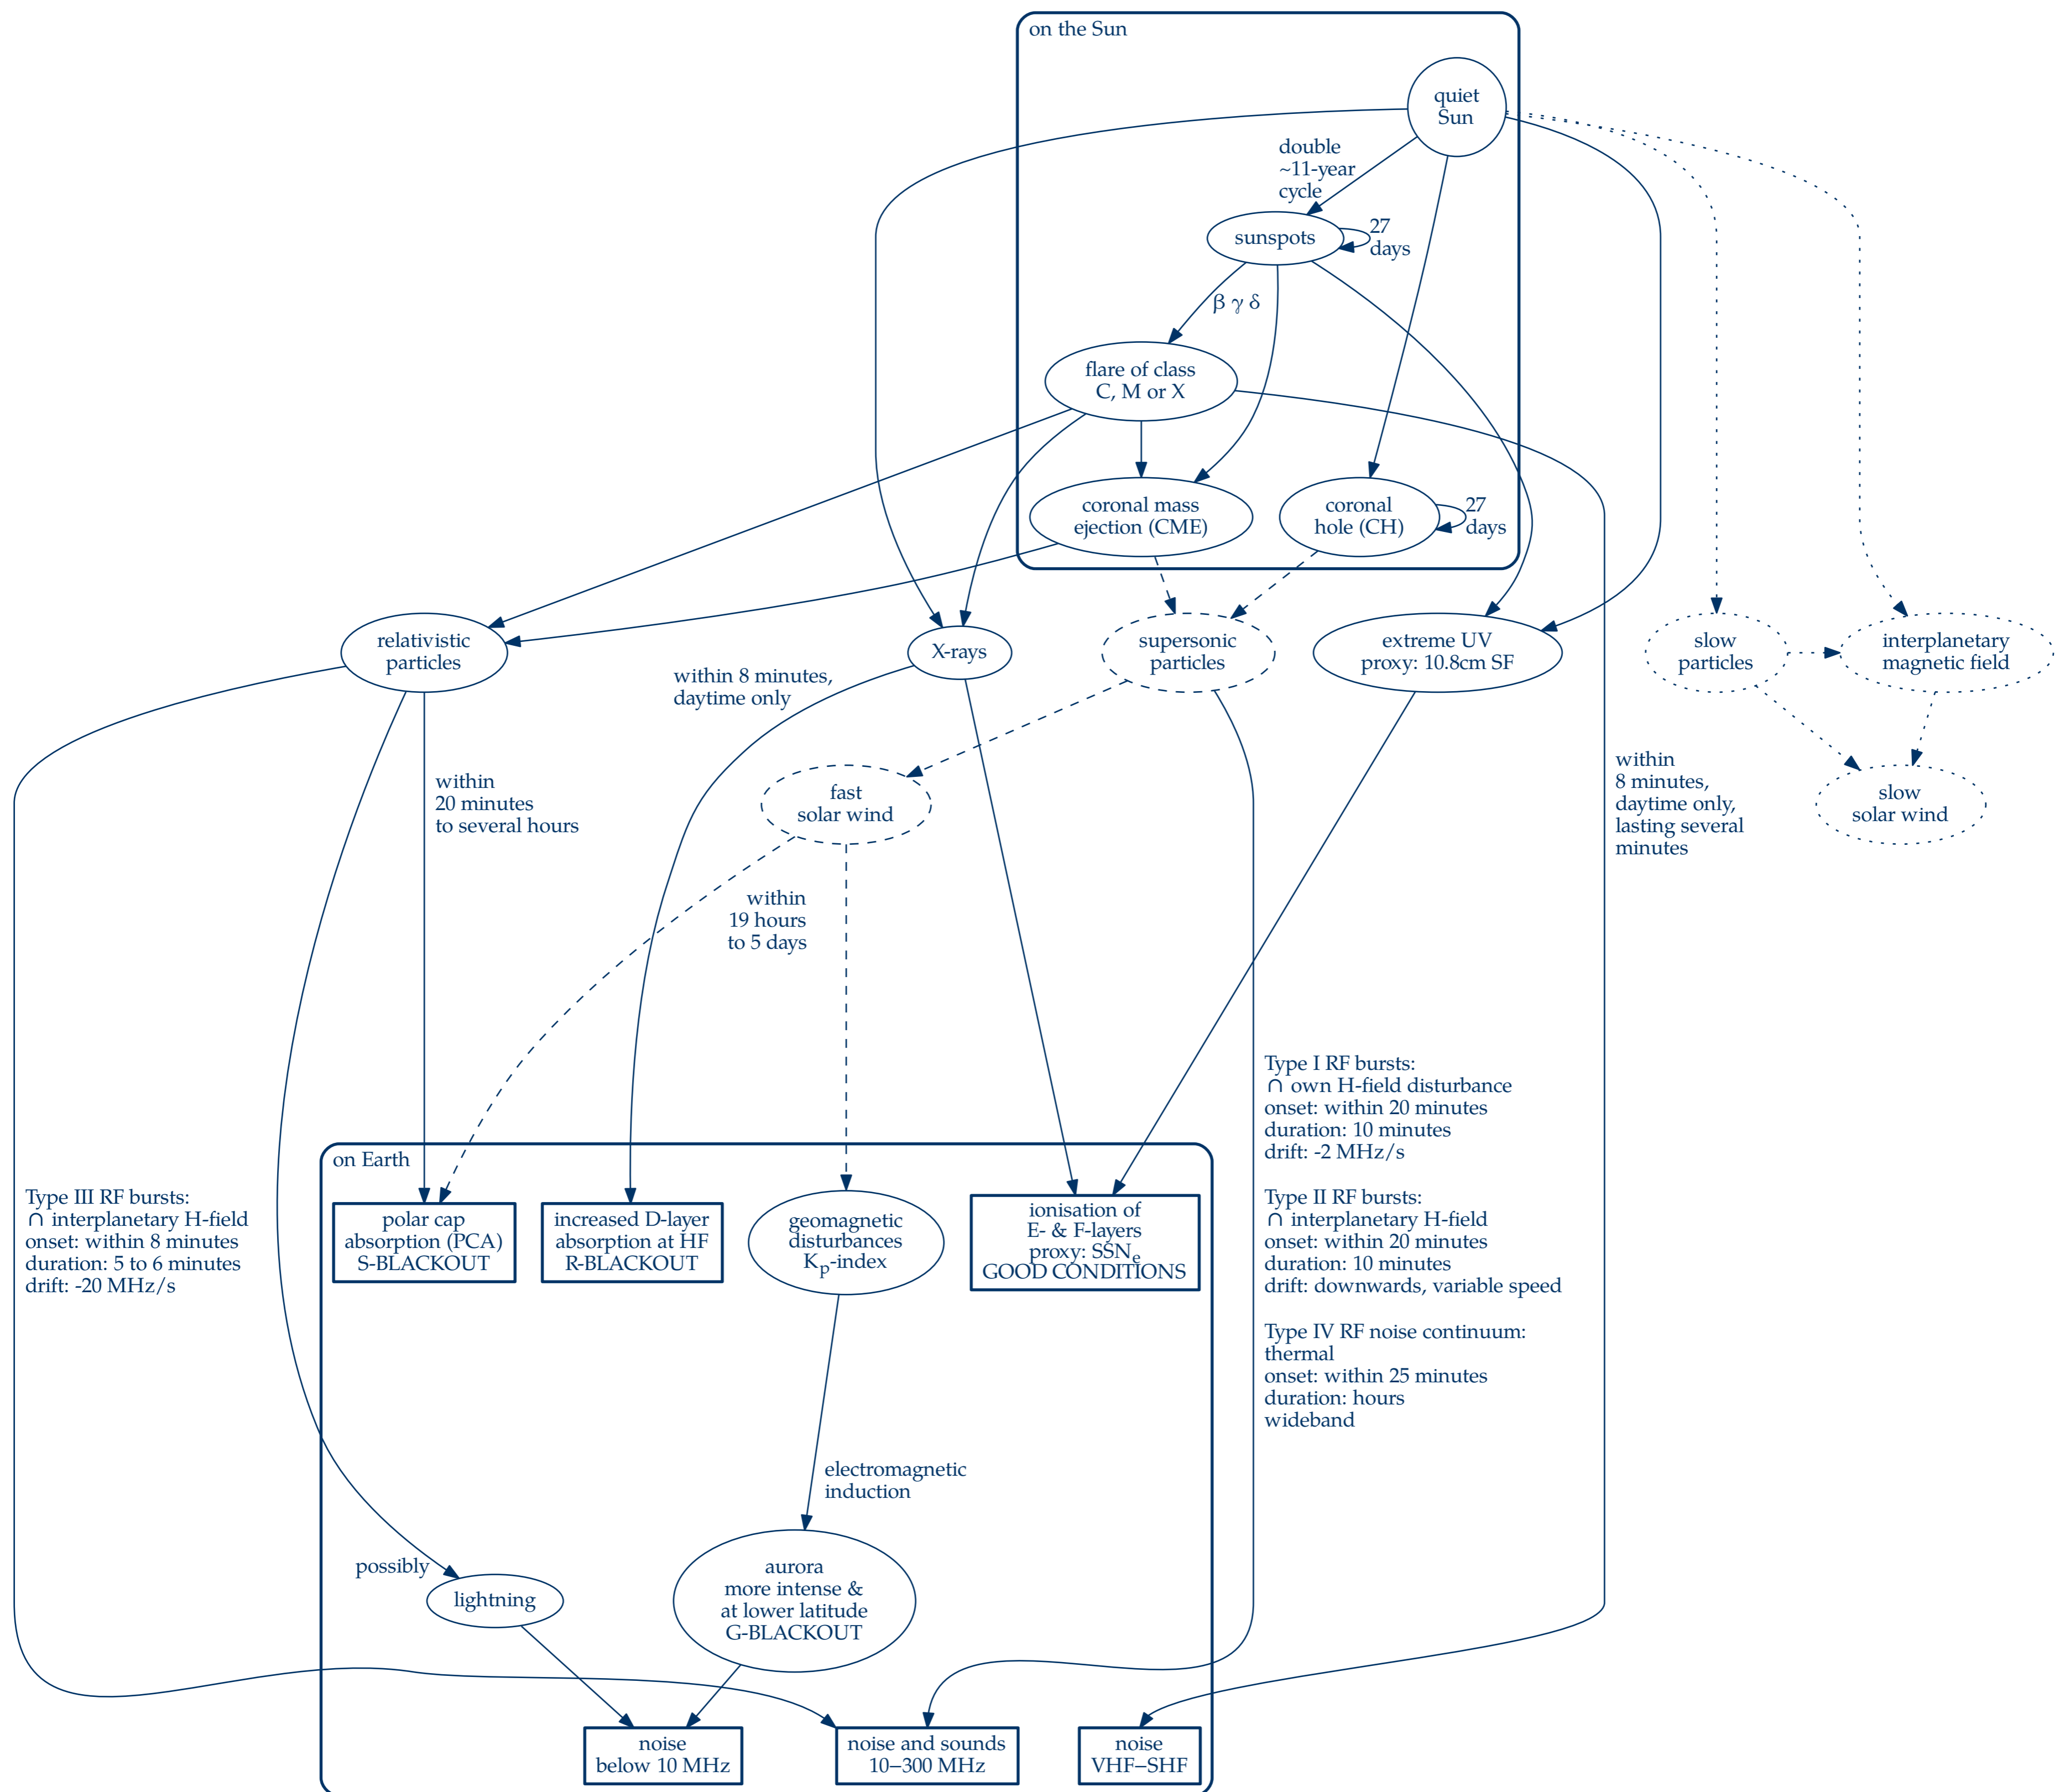 on the Sun
quiet
Sun
double
~11-year
cycle
sunspots
27
days
β γ δ
flare of class
C, M or X
coronal mass
ejection (CME)
coronal
hole (CH)
27
days
relativistic
particles
X-rays
supersonic
particles
extreme UV
proxy: 10.8cm SF
slow
particles
interplanetary
magnetic field
within 8 minutes,
daytime only
within
20 minutes
to several hours
fast
solar wind
within
8 minutes,
daytime only,
lasting several
minutes
slow
solar wind
within
19 hours
to 5 days
Type I RF bursts:
∩ own H-field disturbance
onset: within 20 minutes
duration: 10 minutes
drift: -2 MHz/s
Type II RF bursts:
∩ interplanetary H-field
onset: within 20 minutes
duration: 10 minutes
drift: downwards, variable speed
Type IV RF noise continuum:
thermal
onset: within 25 minutes
duration: hours
wideband
Type III RF bursts:
∩ interplanetary H-field
onset: within 8 minutes
duration: 5 to 6 minutes
drift: -20 MHz/s
on Earth
polar cap
absorption (PCA)
S-BLACKOUT
increased D-layer
absorption at HF
R-BLACKOUT
geomagnetic
disturbances
Kp-index
ionisation of
E- & F-layers
proxy: SSNe
GOOD CONDITIONS
electromagnetic
induction
possibly
lightning
aurora
more intense &
at lower latitude
G-BLACKOUT
noise
below 10 MHz
noise and sounds
10–300 MHz
noise
VHF–SHF